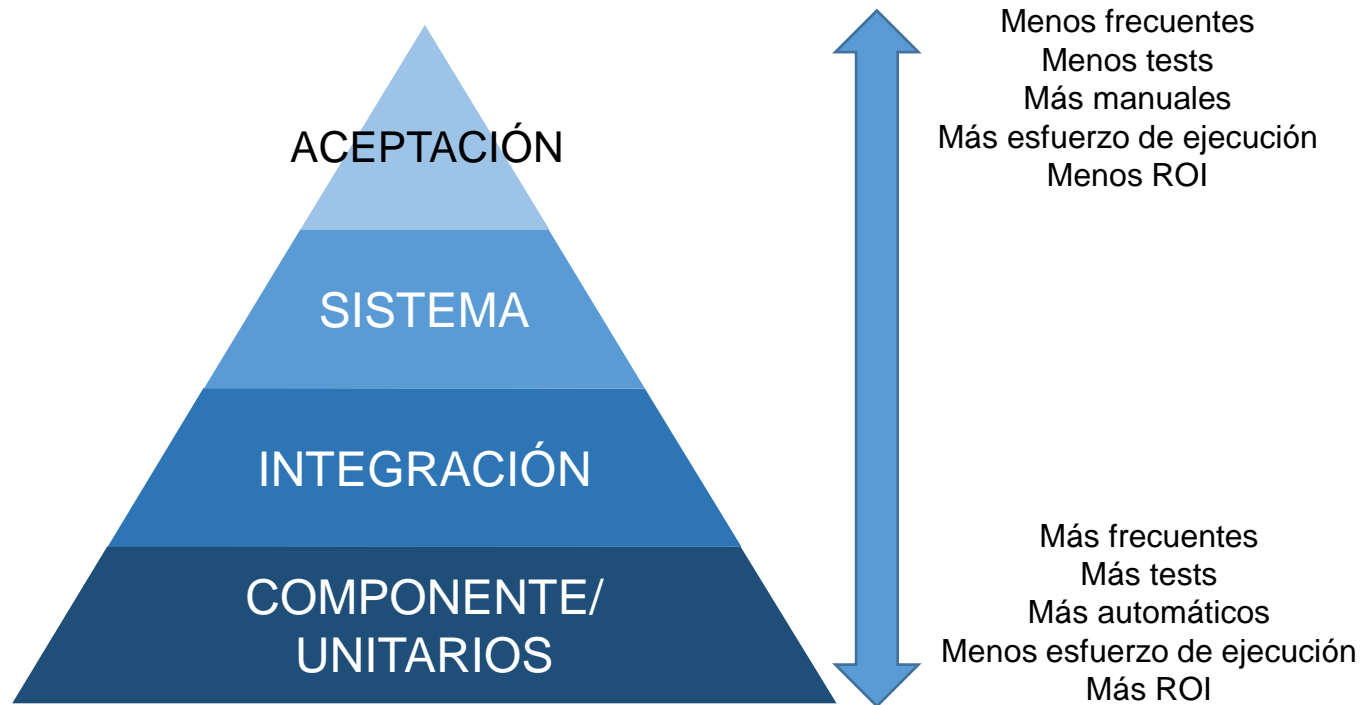 ACEPTACIÓN
SISTEMA
INTEGRACIÓN
COMPONENTE/
UNITARIOS
Menos frecuentes
Menos tests
Más manuales
Más esfuerzo de ejecución
Menos ROI
Más frecuentes
Más tests
Más automáticos
Menos esfuerzo de ejecución
Más ROI